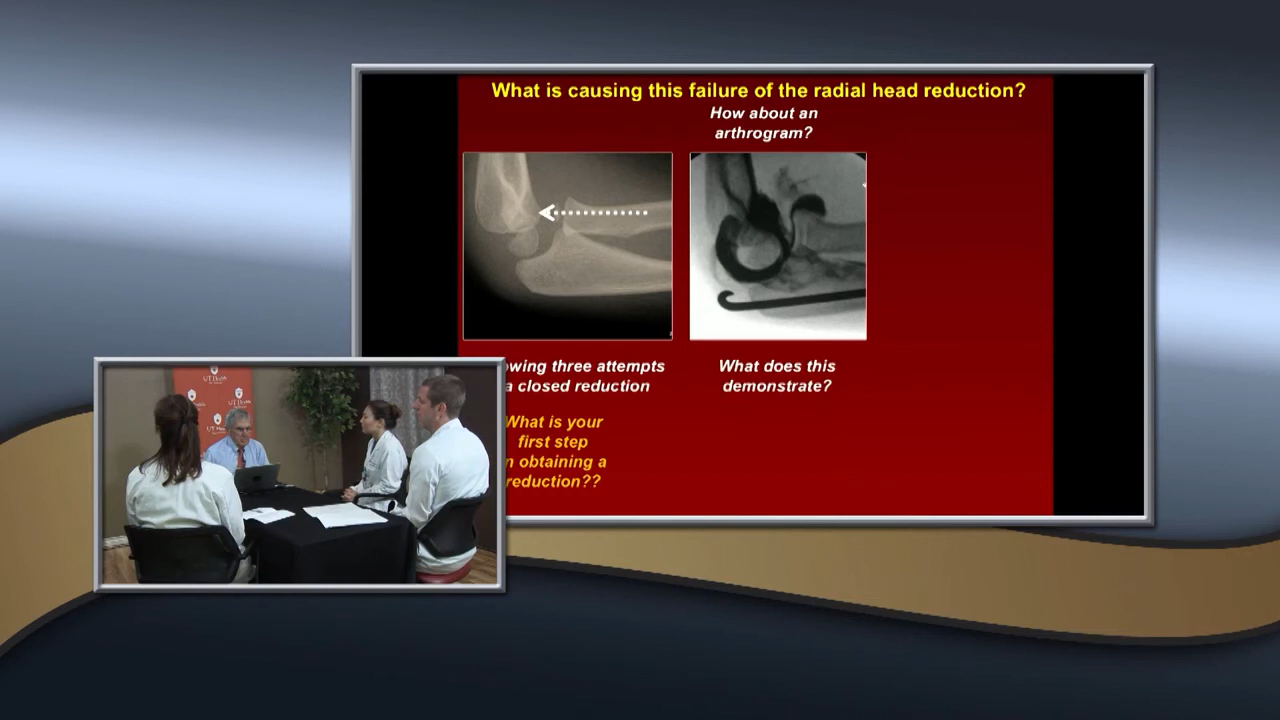 What is causing this failure of the radial head reduction?
How about an
arthrogram?
owing three attempts
a closed reduction
What does this
demonstrate?
What is your
first step
n obtaining a
reduction??
UTHealth